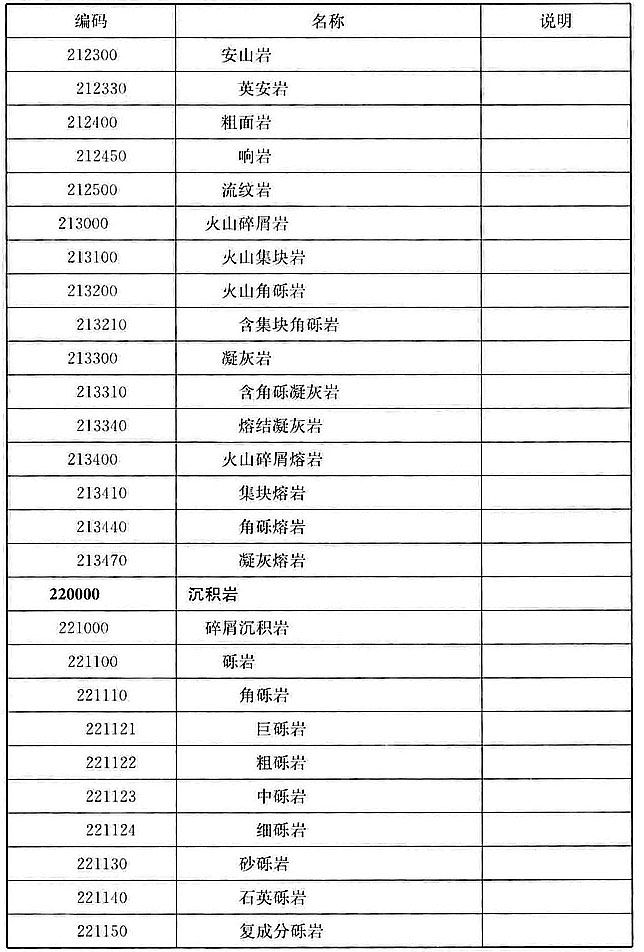 编码 名称 说明
212300 安山岩
212330 英安岩
212400 粗面岩
212450 响岩
212500 流纹岩
213000 火山碎屑岩
213100 火山集块岩
213200 火山角砾岩
213210 含集块角砾岩
213300 凝灰岩
213310 含角砾凝灰岩
213340 熔结凝灰岩
213400 火山碎屑熔岩
213410 集块熔岩
213440 角砾熔岩
213470 凝灰熔岩
220000 沉积岩
221000 碎屑沉积岩
221100 砾岩
221110 角砾岩
221121 巨砾岩
221122 粗砾岩
221123 中砾岩
221124 细砾岩
221130 砂砾岩
221140 石英砾岩
221150 复成分砾岩